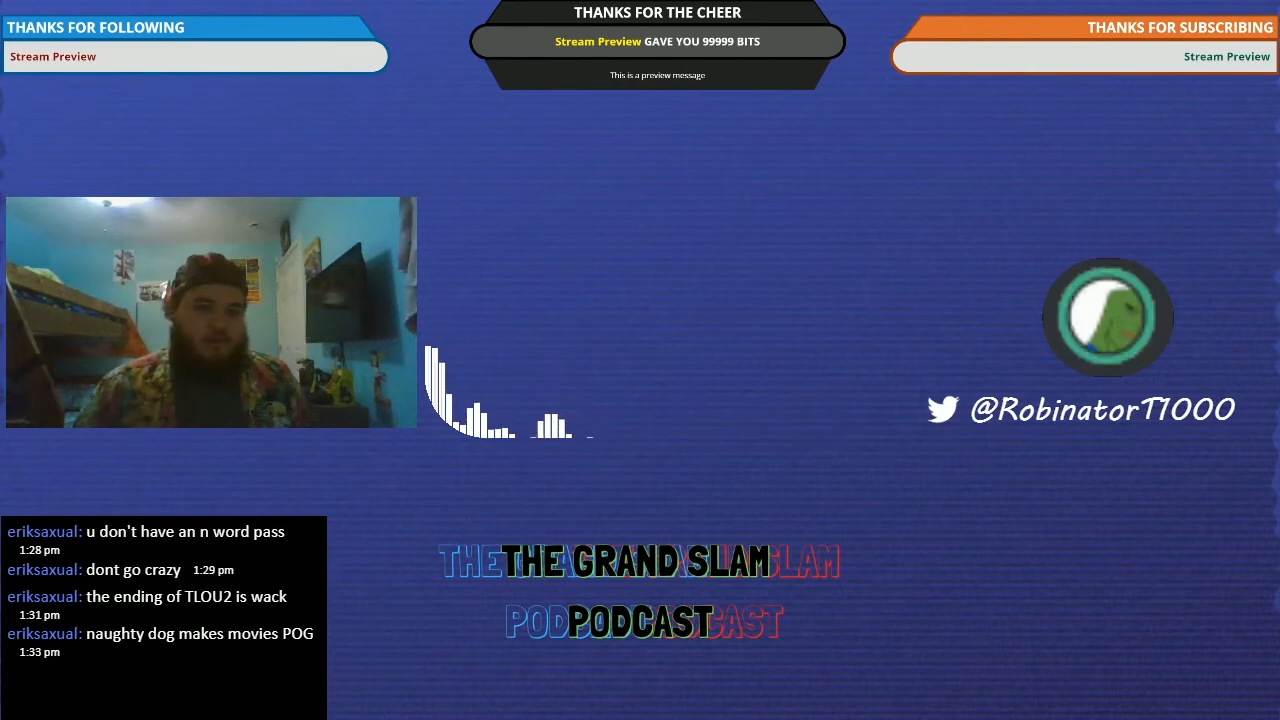 THANKS FOR FOLLOWING
Stream Preview
THANKS FOR THE CHEER
Stream Preview GAVE YOU 99999 BITS
This is a preview message
THANKS FOR SUBSCRIBING
Stream Preview
@RobinatorT1000
eriksaxual: u don't have an n word pass
1:28 pm
eriksaxual: dont go crazy 1:29 pm
eriksaxual: the ending of TLOU2 is wack
1:31 pm
eriksaxual: naughty dog makes movies POG
1:33 pm
THE GRAND SLAM
PODCAST